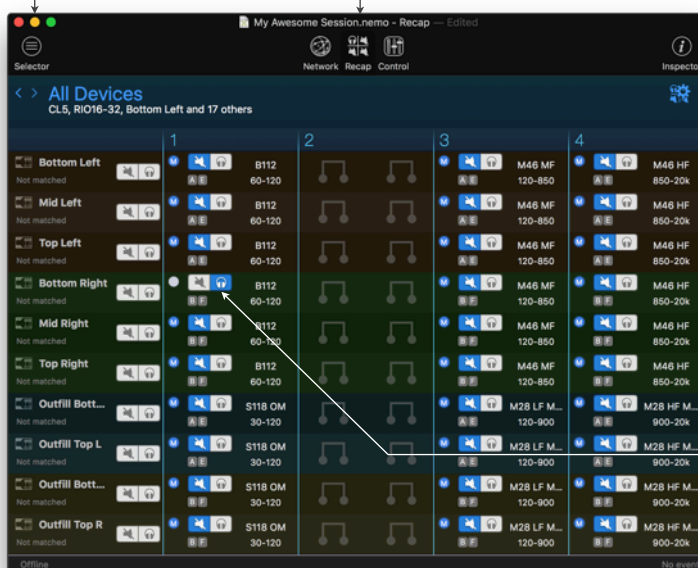 My Awesome Session.nemo - Recap — Edited
Selector Network Recap Control Inspecto
All Devices
CL5, RIO16-32, Bottom Left and 17 others
1 2 3 4
Bottom Left M B112 M M46 MF M M46 HF
Not matched A E 60-120 A E 120-850 A E 850-20k
Mid Left M B112 M M46 MF M M46 HF
Not matched A E 60-120 A E 120-850 A E 850-20k
Top Left M B112 M M46 MF M M46 HF
Not matched A E 60-120 A E 120-850 A E 850-20k
Bottom Right B112 M M46 MF M M46 HF
Not matched B F 60-120 B F 120-850 B F 850-20k
Mid Right M B112 M M46 MF M M46 HF
Not matched B F 60-120 B F 120-850 B F 850-20k
Top Right M B112 M M46 MF M M46 HF
Not matched B F 60-120 B F 120-850 B F 850-20k
Outfill Bott... M S118 OM M M28 LF M... M M28 HF M...
Not matched A E 30-120 A E 120-900 A E 900-20k
Outfill Top L M S118 OM M M28 LF M... M M28 HF M...
Not matched A E 30-120 A E 120-900 A E 900-20k
Outfill Bott... M S118 OM M M28 LF M... M M28 HF M...
Not matched B F 30-120 B F 120-900 B F 900-20k
Outfill Top R M S118 OM M M28 LF M... M M28 HF M...
Not matched B F 30-120 B F 120-900 B F 900-20k
Offline No event